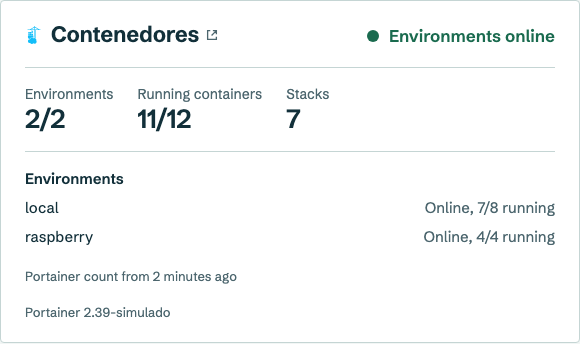 Contenedores
Environments online
Environments Running containers Stacks
2/2 11/12 7
Environments
local Online, 7/8 running
raspberry Online, 4/4 running
Portainer count from 2 minutes ago
Portainer 2.39-simulado